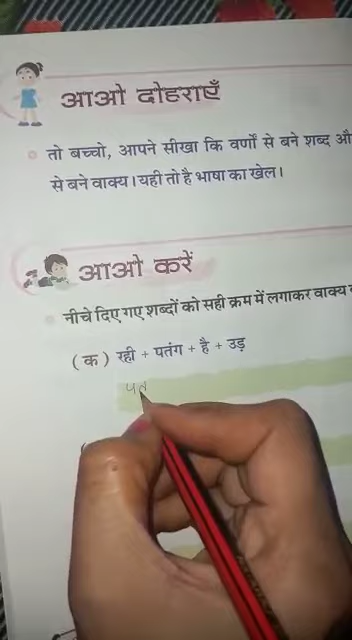 आओ दोहराएँ
तो बच्चो, आपने सीखा कि वर्णों से बने शब्द औ
से बने वाक्य। यही तो है भाषा का खेल।
आओ करें
नीचे दिए गए शब्दों को सही क्रम में लगाकर वाक्य
(क) रही + पतंग + है + उड़
पत